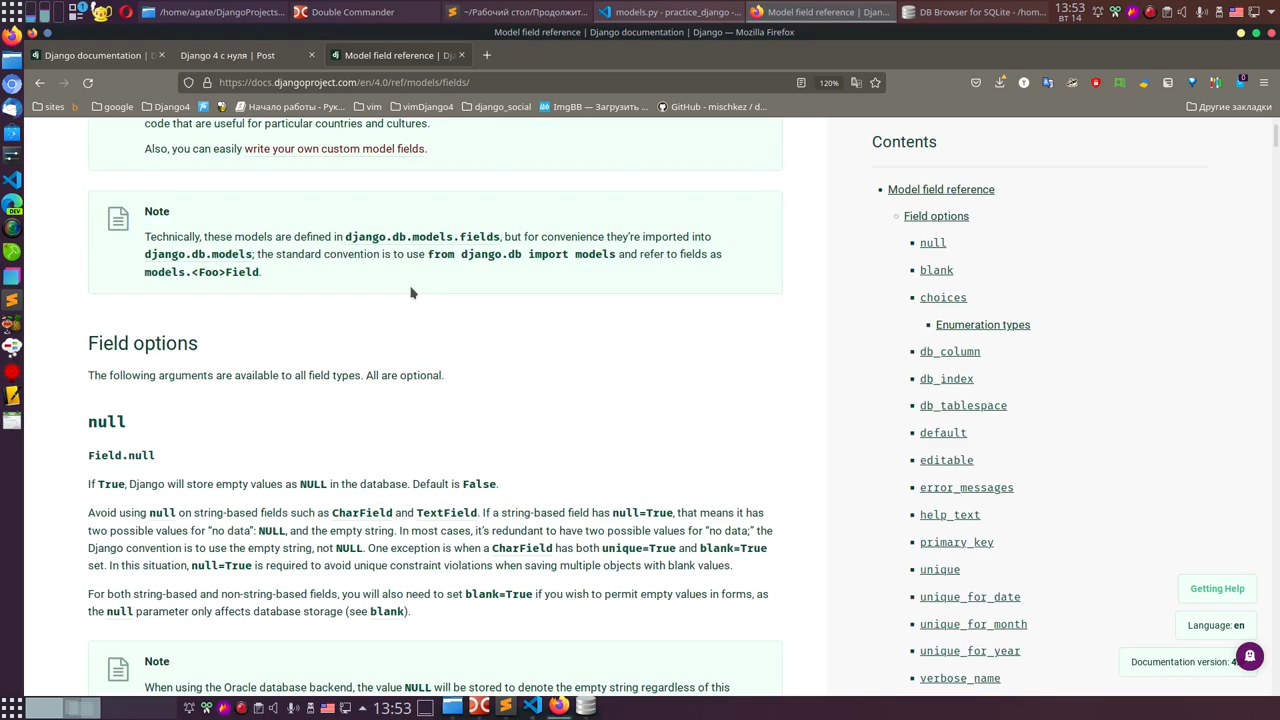 /home/agate/DjangoProjects...
Double Commander
~/Рабочий стол/Продолжит...
models.py - practice_django -...
Model field reference | Djan...
DB Browser for SQLite - /hom...
13:53
ВТ 14
Model field reference | Django documentation | Django — Mozilla Firefox
Django documentation | D
Django 4 с нуля | Post
Model field reference | Dja
https://docs.djangoproject.com/en/4.0/ref/models/fields/
120%
sites
google
Django4
Начало работы - Рук...
vim
vimDjango4
django_social
ImgBB — Загрузить ...
GitHub - mischkez / d...
Другие закладки
code that are useful for particular countries and cultures.
Also, you can easily write your own custom model fields.
Note
Technically, these models are defined in django.db.models.fields, but for convenience they’re imported into
django.db.models; the standard convention is to use from django.db import models and refer to fields as
models.<Foo>Field.
Field options
The following arguments are available to all field types. All are optional.
null
Field.null
If True, Django will store empty values as NULL in the database. Default is False.
Avoid using null on string-based fields such as CharField and TextField. If a string-based field has null=True, that means it has
two possible values for “no data”: NULL, and the empty string. In most cases, it’s redundant to have two possible values for “no data;” the
Django convention is to use the empty string, not NULL. One exception is when a CharField has both unique=True and blank=True
set. In this situation, null=True is required to avoid unique constraint violations when saving multiple objects with blank values.
For both string-based and non-string-based fields, you will also need to set blank=True if you wish to permit empty values in forms, as
the null parameter only affects database storage (see blank).
Note
When using the Oracle database backend, the value NULL will be stored to denote the empty string regardless of this
Contents
Model field reference
Field options
null
blank
choices
Enumeration types
db_column
db_index
db_tablespace
default
editable
error_messages
help_text
primary_key
unique
unique_for_date
unique_for_month
unique_for_year
verbose_name
Getting Help
Language: en
Documentation version: 4
13:53